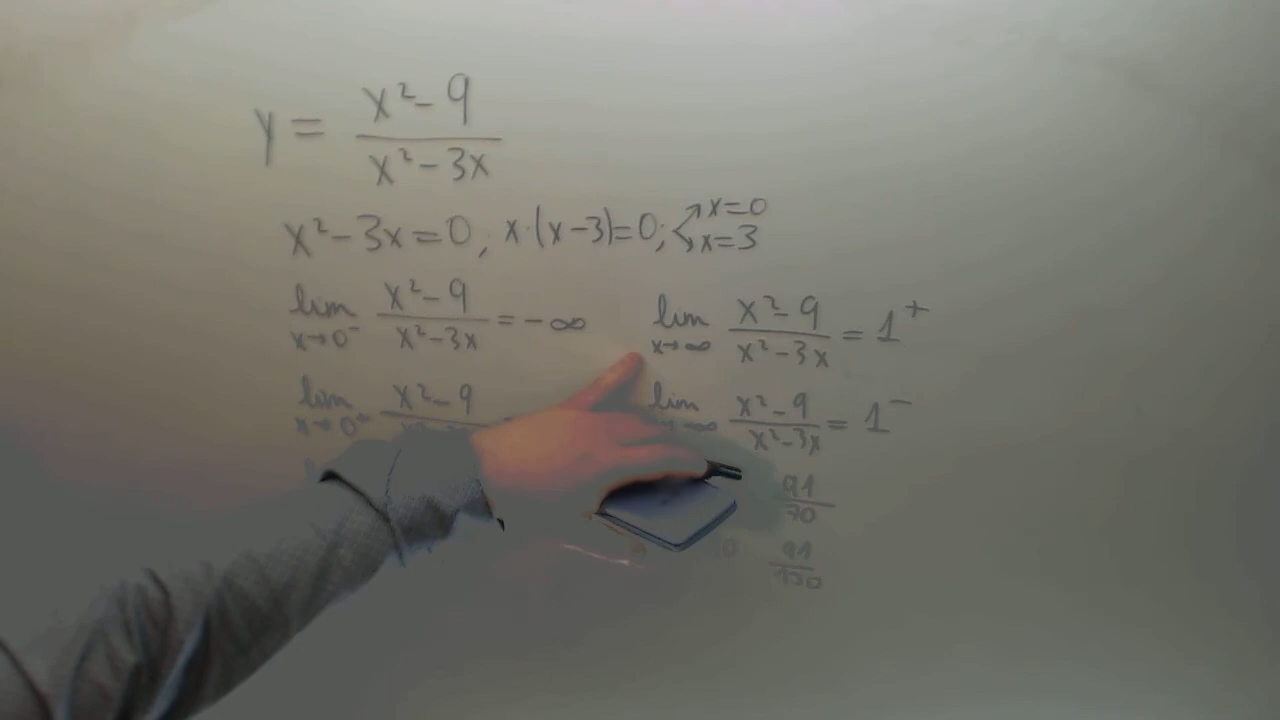 y = (x² - 9)/(x² - 3x)
x² - 3x = 0, x·(x - 3) = 0; x = 0
x = 3
lim x→0⁻ (x² - 9)/(x² - 3x) = -∞
lim x→0⁺ x² - 9
lim x→∞ (x² - 9)/(x² - 3x) = 1⁺
lim (x² - 9)/(x² - 3x) = 1⁻
91/70
91/130